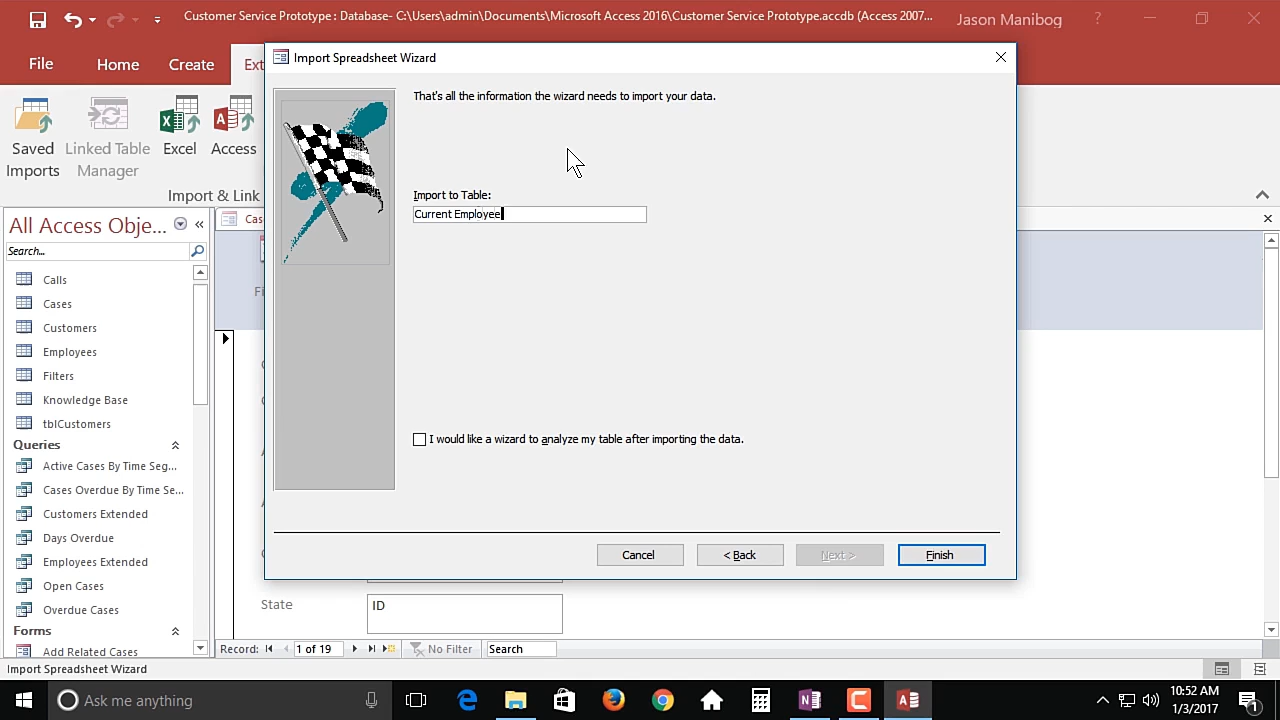 Customer Service Prototype : Database- C:\Users\admin\Documents\Microsoft Access 2016\Customer Service Prototype.accdb (Access 2007...
Jason Manibog
?
File
Home
Create
Ext
Import Spreadsheet Wizard
That's all the information the wizard needs to import your data.
Import to Table:
Current Employee
I would like a wizard to analyze my table after importing the data.
Cancel
< Back
Next >
Finish
Saved Imports
Linked Table Manager
Excel
Access
Import & Link
All Access Obje...
Search...
Calls
Cases
Customers
Employees
Filters
Knowledge Base
tblCustomers
Queries
Active Cases By Time Seg...
Cases Overdue By Time Se...
Customers Extended
Days Overdue
Employees Extended
Open Cases
Overdue Cases
Forms
Add Related Cases
Cas
Fi
State
ID
Record:
1 of 19
No Filter
Search
Import Spreadsheet Wizard
Ask me anything
10:52 AM
1/3/2017
1